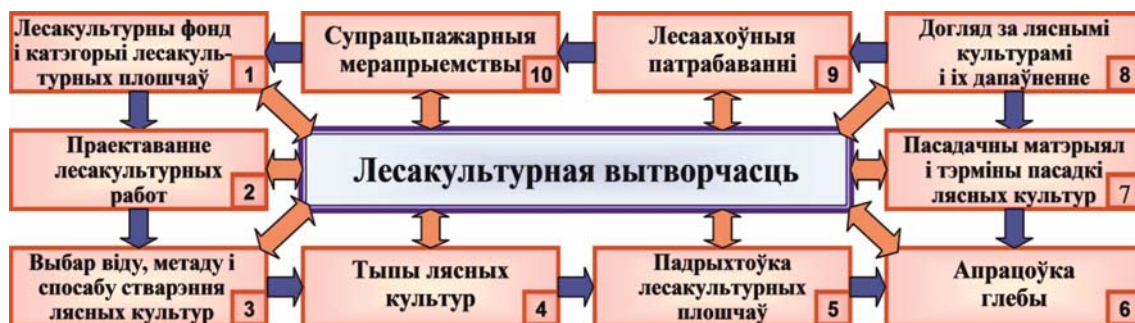 Лесакультурны фонд
і катэгорыі лесакуль-
турных плошчаў
1
Супрацьпажарныя
мерапрыемствы
10
Лесаахоўныя
патрабаванні
9
Догляд за ляснымі
культурамі
і іх дапаўненне
8
Праектаванне
лесакультурных
работ
2
Лесакультурная вытворчасць
Пасадачны матэрыял
і тэрміны пасадкі
лясных культур
7
Выбар віду, метаду і
спосабу стварэння
лясных культур
3
Тыпы лясных
культур
4
Падрыхтоўка
лесакультурных
плошчаў
5
Апрацоўка
глебы
6